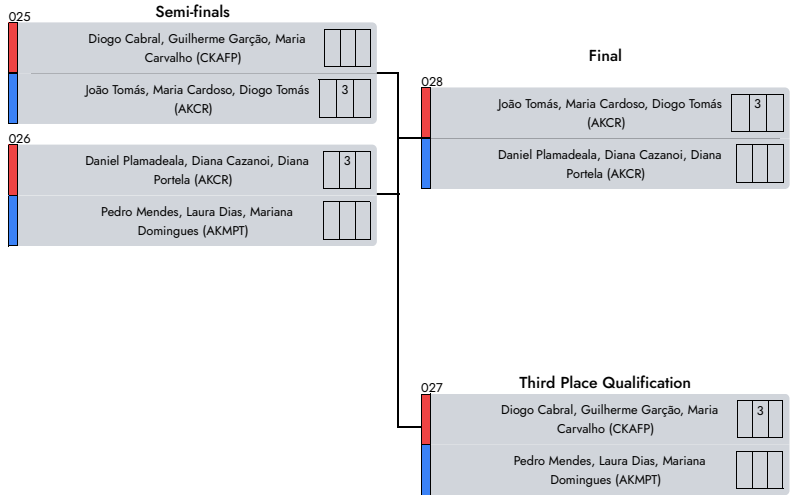 Semi-finals
025
Diogo Cabral, Guilherme Garção, Maria
Carvalho (CKAFP)
João Tomás, Maria Cardoso, Diogo Tomás
(AKCR)
3
026
Daniel Plamadeala, Diana Cazanoi, Diana
Portela (AKCR)
3
Pedro Mendes, Laura Dias, Mariana
Domingues (AKMPT)
Final
028
João Tomás, Maria Cardoso, Diogo Tomás
(AKCR)
3
Daniel Plamadeala, Diana Cazanoi, Diana
Portela (AKCR)
Third Place Qualification
027
Diogo Cabral, Guilherme Garção, Maria
Carvalho (CKAFP)
3
Pedro Mendes, Laura Dias, Mariana
Domingues (AKMPT)